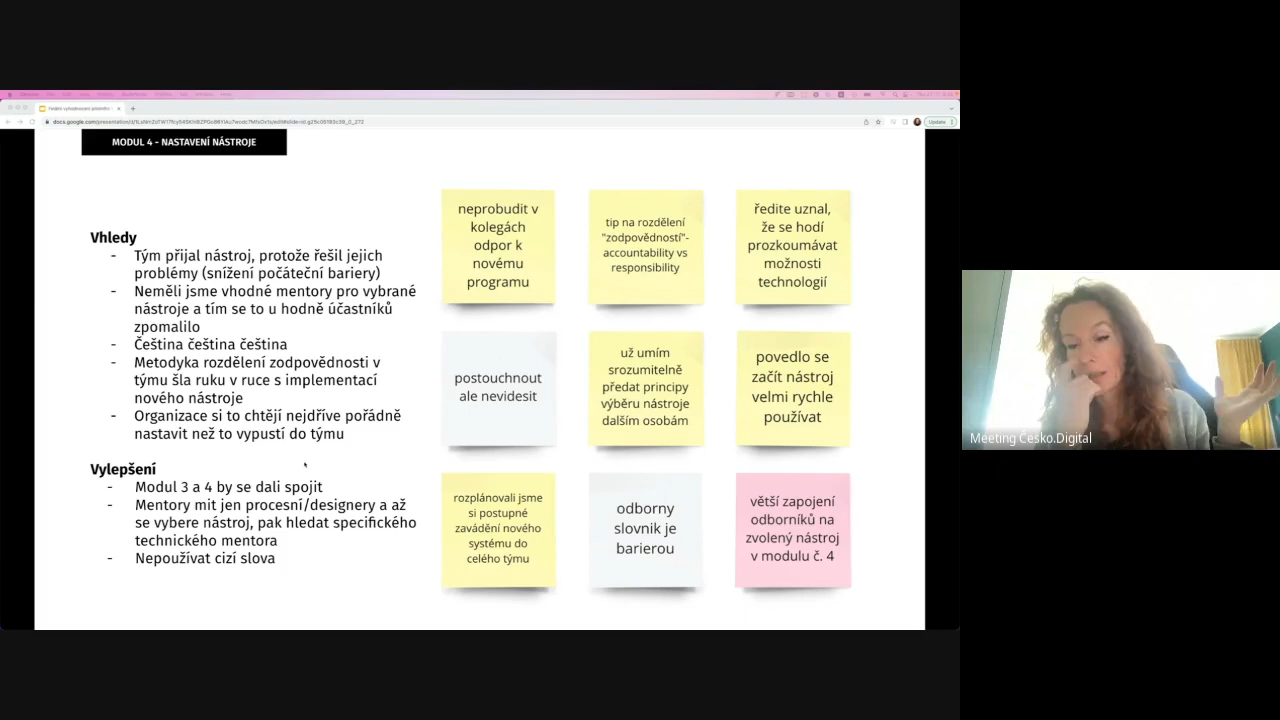 docs.google.com/presentation/d/
Update
MODUL 4 - NASTAVENÍ NÁSTROJE
Vhledy
- Tým přijal nástroj, protože řešil jejich
problémy (snížení počáteční bariery)
- Neměli jsme vhodné mentory pro vybrané
nástroje a tím se to u hodně účastníků
zpomalilo
- Čeština čeština čeština
- Metodyka rozdělení zodpovědnosti v
týmu šla ruku v ruce s implementací
nového nástroje
- Organizace si to chtějí nejdříve pořádně
nastavit než to vypustí do týmu
Vylepšení
- Modul 3 a 4 by se dali spojit
- Mentory mit jen procesní/designery a až
se vybere nástroj, pak hledat specifického
technického mentora
- Nepoužívat cizí slova
neprobudit v
kolegách
odpor k
novému
programu
tip na rozdělení
"zodpovědností"-
accountability vs
responsibility
ředite uznal,
že se hodí
prozkoumávat
možnosti
technologií
postouchnout
ale nevidesit
už umím
srozumitelně
předat principy
výběru nástroje
dalším osobám
povedlo se
začít nástroj
velmi rychle
používat
rozplánovali jsme
si postupné
zavádění nového
systému do
celého týmu
odborny
slovnik je
barierou
větší zapojení
odborníků na
zvolený nástroj
v modulu č. 4
Meeting Česko.Digital